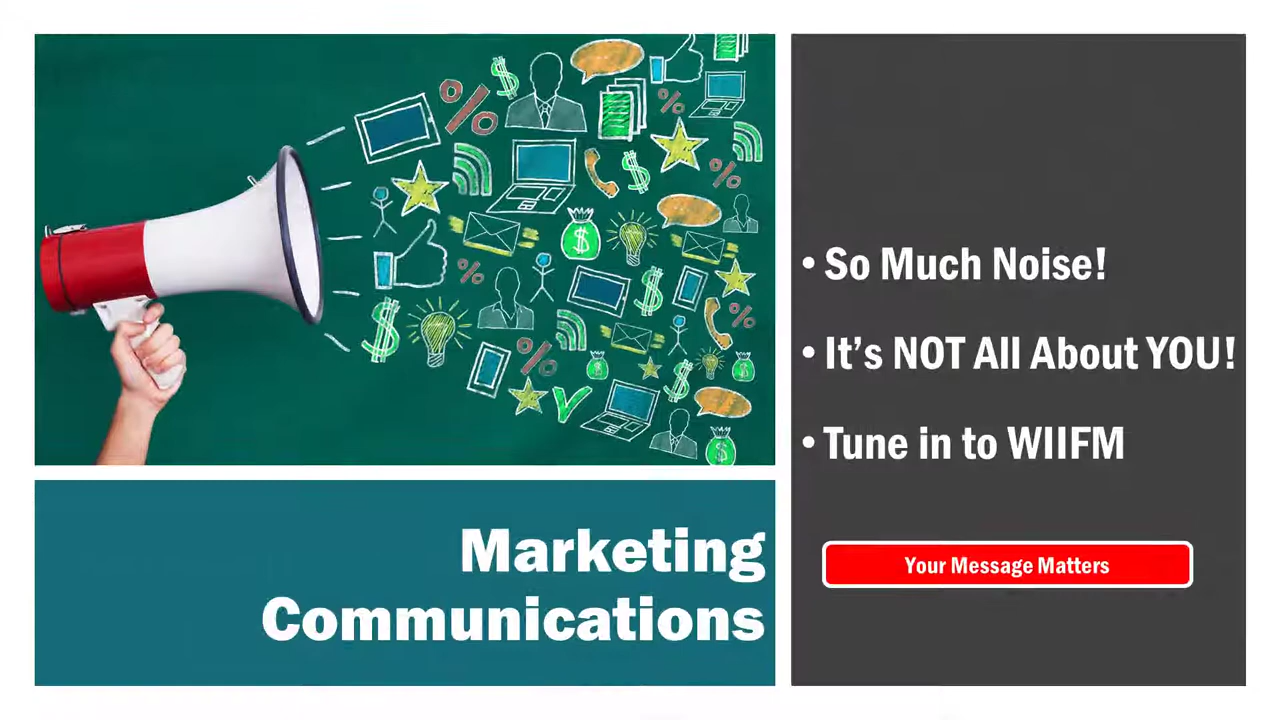 Marketing
Communications
• So Much Noise!
• It's NOT All About YOU!
• Tune in to WIIFM
Your Message Matters